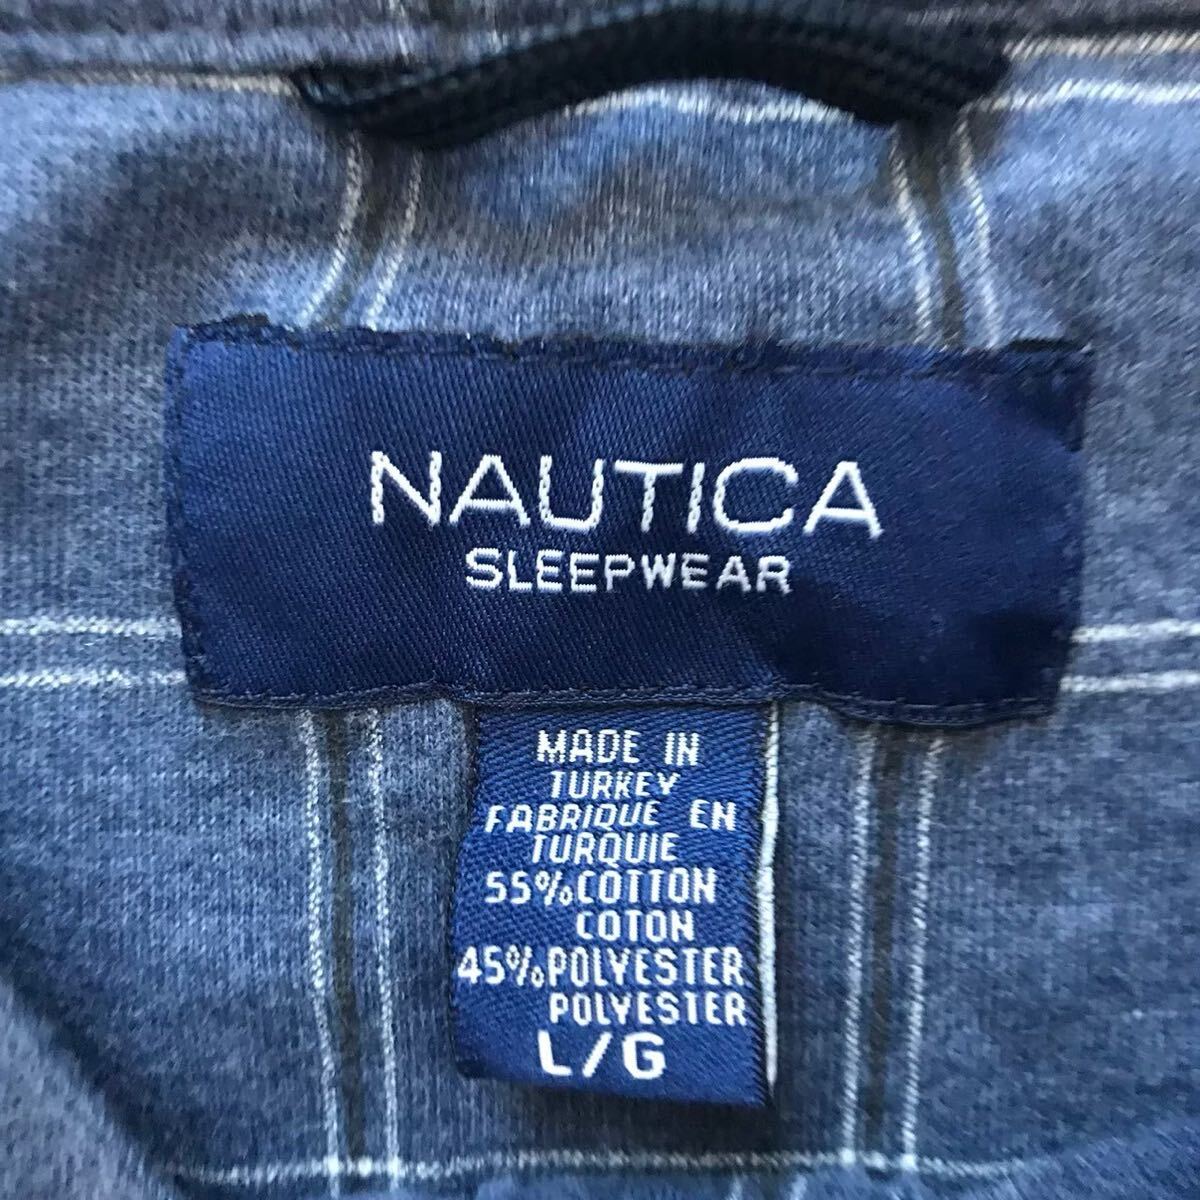 NAUTICA
SLEEPWEAR
MADE IN
TURKEY
FABRIQUE EN
TURQUIE
55%COTTON
COTON
45%POLYESTER
POLYESTER
L/G